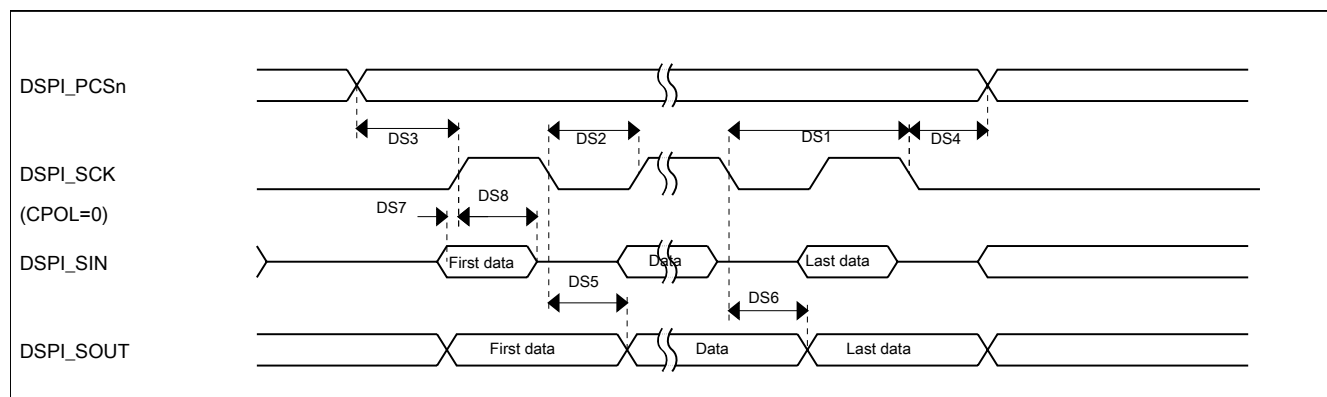 DSPI_PCSn
DS3
DS2
DS1
DS4
DSPI_SCK
(CPOL=0)
DS7
DS8
DSPI_SIN
First data
Data
Last data
DS5
DS6
DSPI_SOUT
First data
Data
Last data